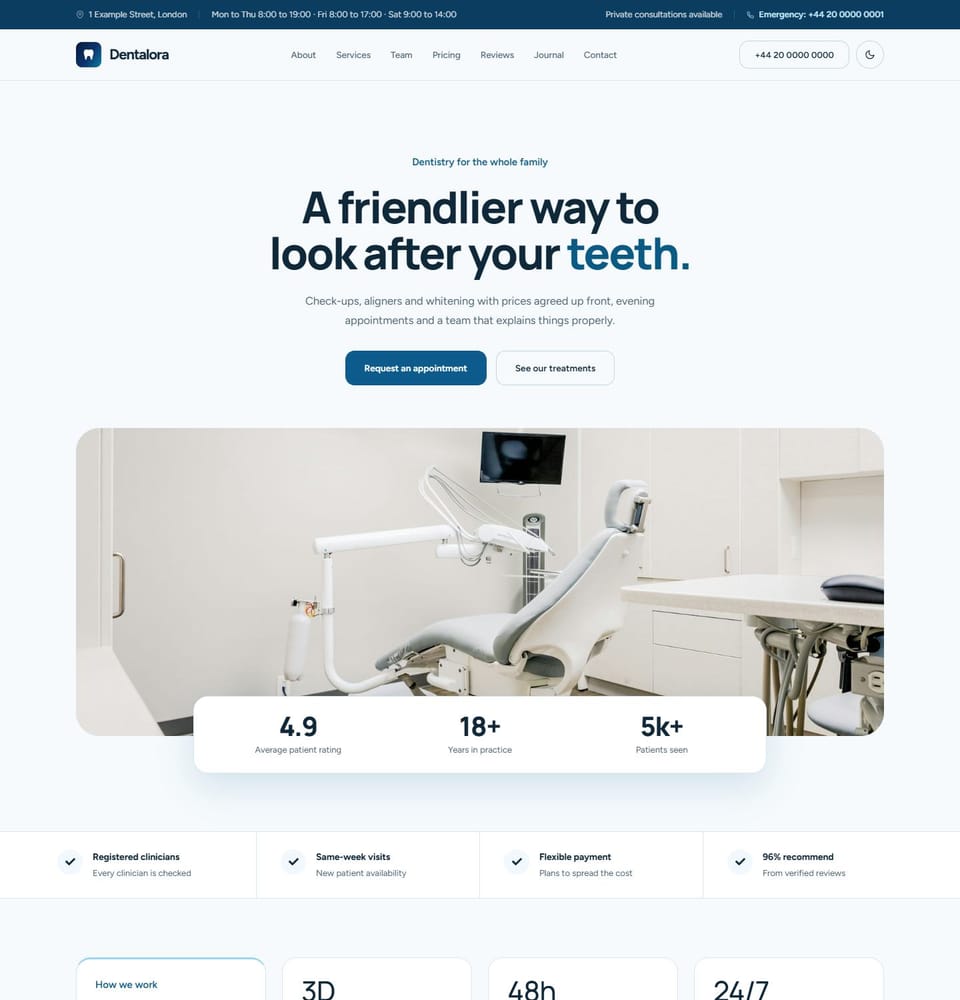 1 Example Street, London
Mon to Thu 8:00 to 19:00 · Fri 8:00 to 17:00 · Sat 9:00 to 14:00
Private consultations available
Emergency: +44 20 0000 0001
Dentalora
About
Services
Team
Pricing
Reviews
Journal
Contact
+44 20 0000 0000
Dentistry for the whole family
A friendlier way to
look after your teeth.
Check-ups, aligners and whitening with prices agreed up front, evening
appointments and a team that explains things properly.
Request an appointment
See our treatments
4.9
Average patient rating
18+
Years in practice
5k+
Patients seen
Registered clinicians
Every clinician is checked
Same-week visits
New patient availability
Flexible payment
Plans to spread the cost
96% recommend
From verified reviews
How we work
3D
48h
24/7